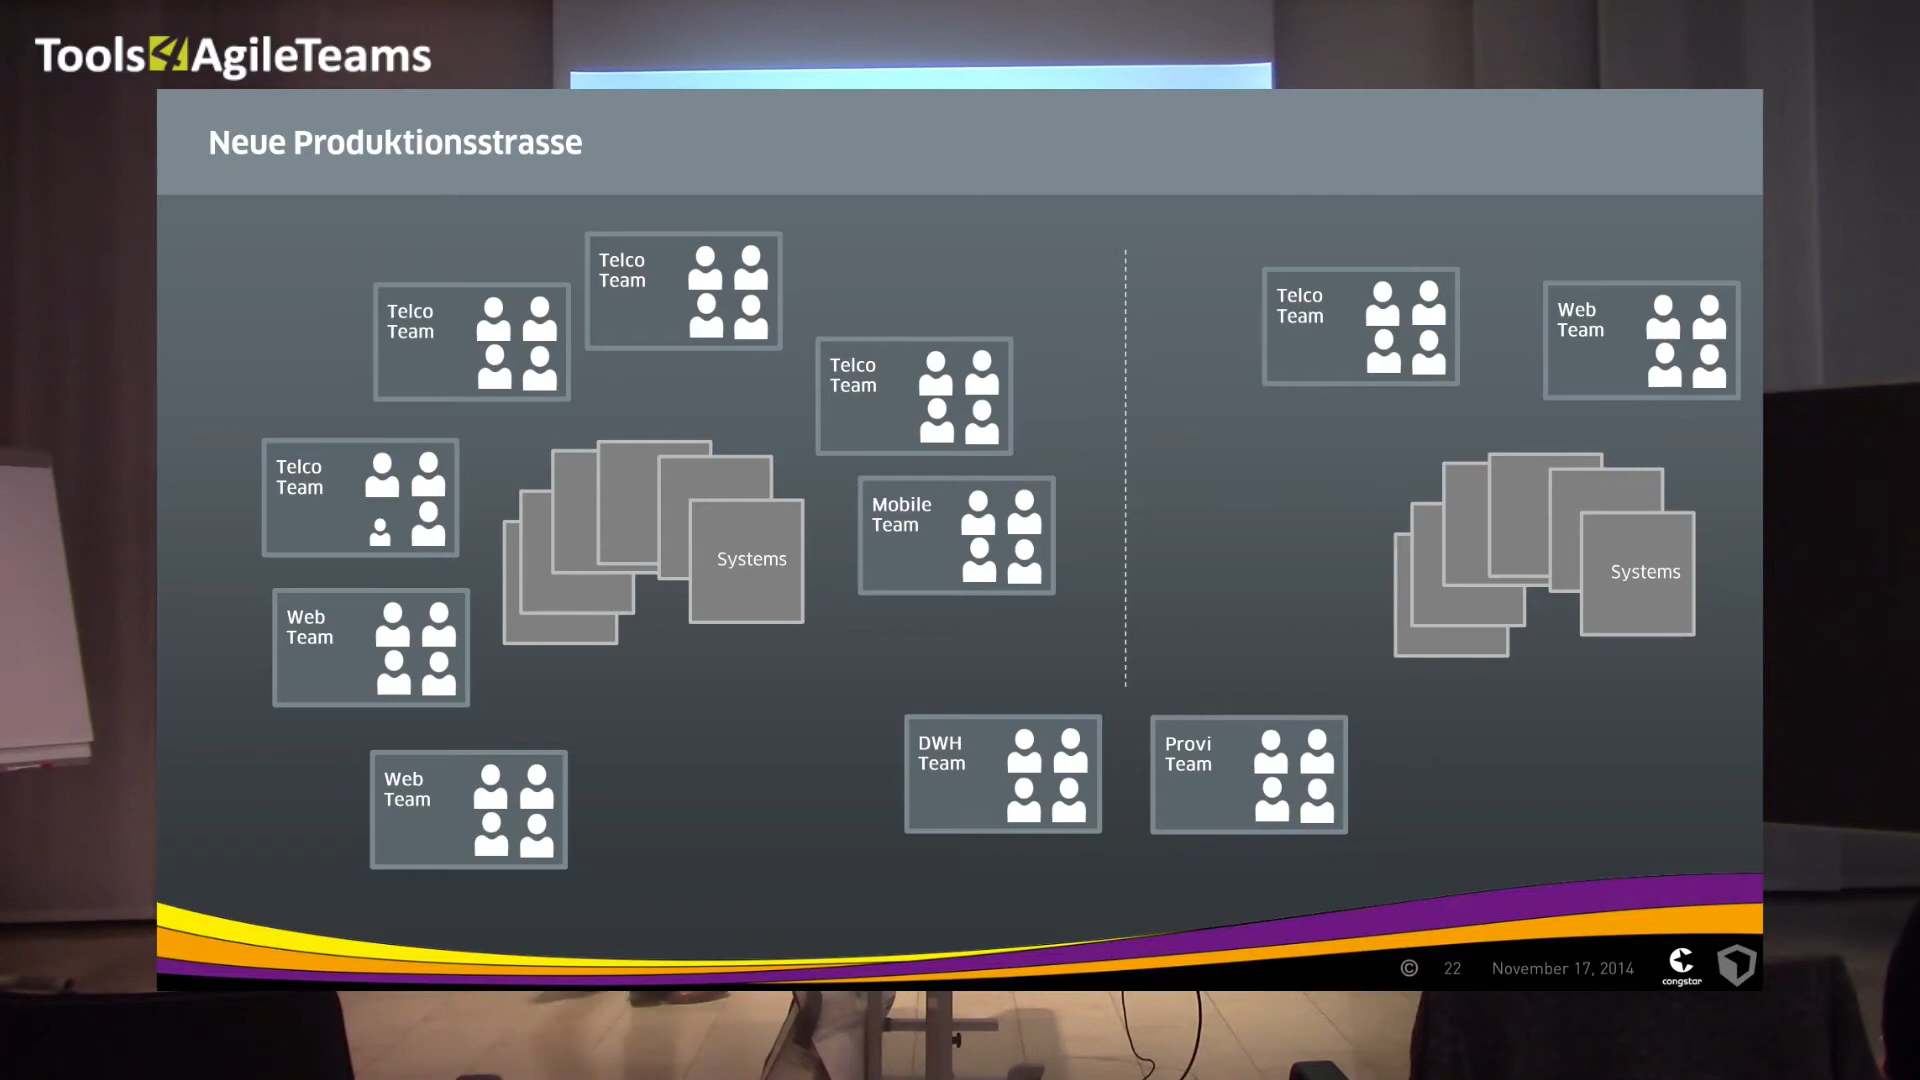 Tools4AgileTeams
Neue Produktionsstrasse
Telco
Team
Telco
Team
Telco
Team
Telco
Team
Web
Team
Telco
Team
Mobile
Team
Systems
Systems
Web
Team
DWH
Team
Provi
Team
Web
Team
© 22 November 17, 2014
congstar